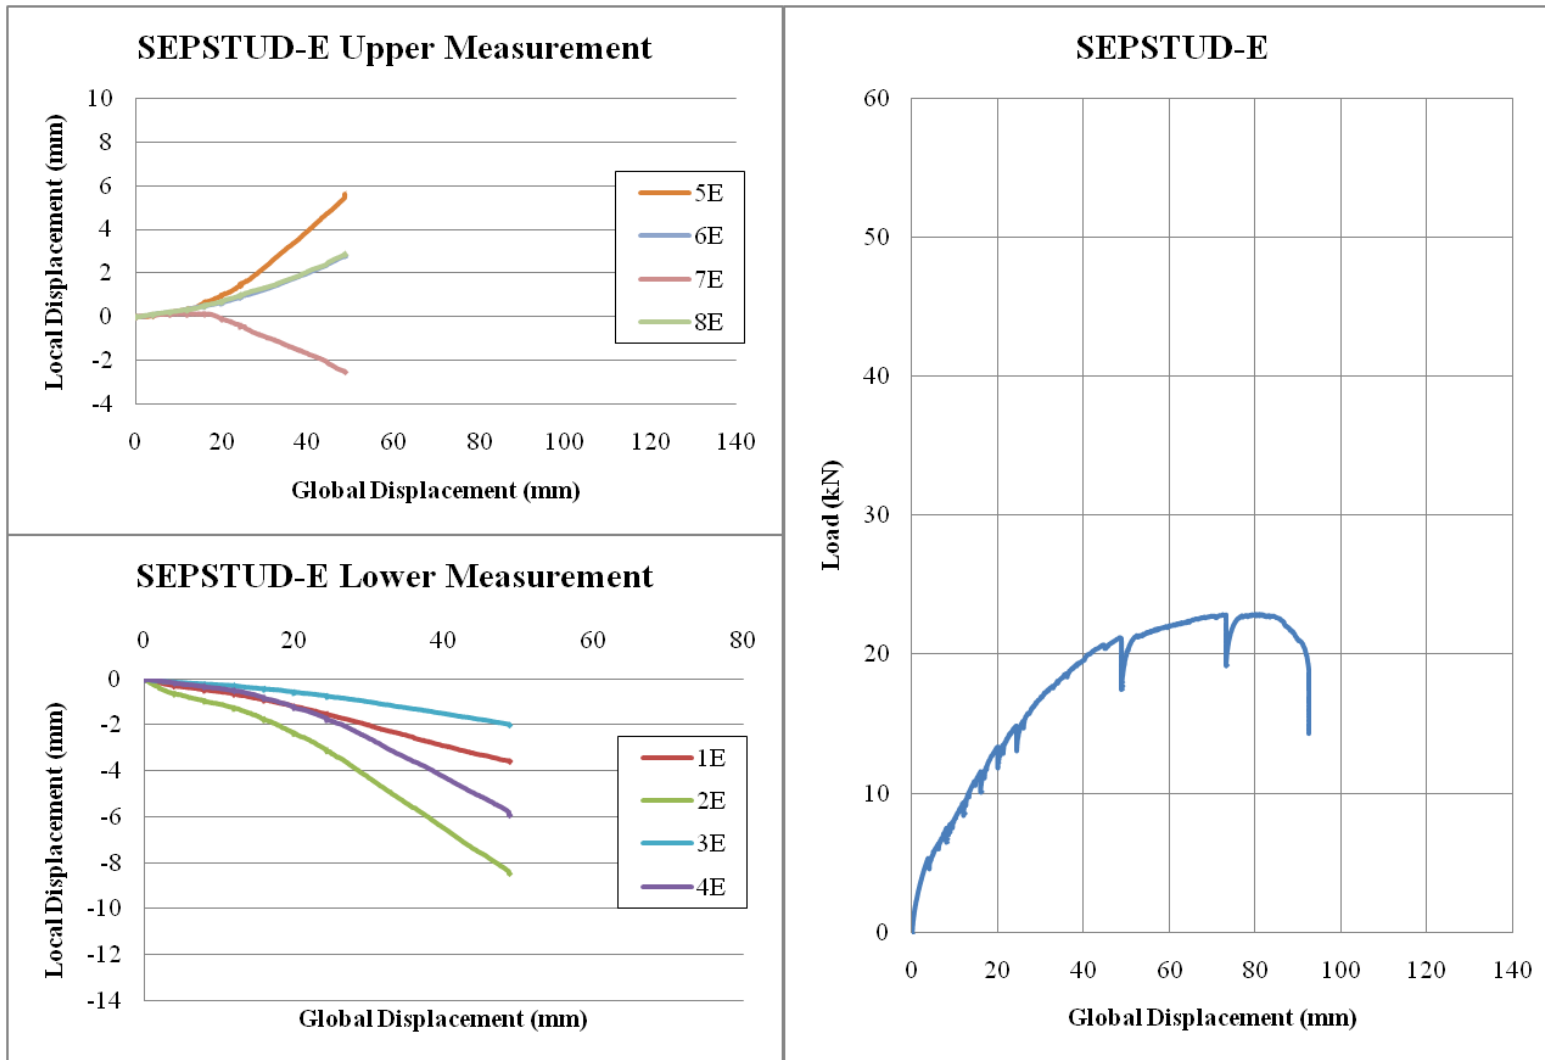 SEPSTUD-E Upper Measurement
10
8
6
4
2
0
-2
-4
Local Displacement (mm)
0 20 40 60 80 100 120 140
Global Displacement (mm)
5E
6E
7E
8E
SEPSTUD-E Lower Measurement
0 20 40 60 80
0
-2
-4
-6
-8
-10
-12
-14
Local Displacement (mm)
Global Displacement (mm)
1E
2E
3E
4E
SEPSTUD-E
60
50
40
30
20
10
0
Load (kN)
0 20 40 60 80 100 120 140
Global Displacement (mm)